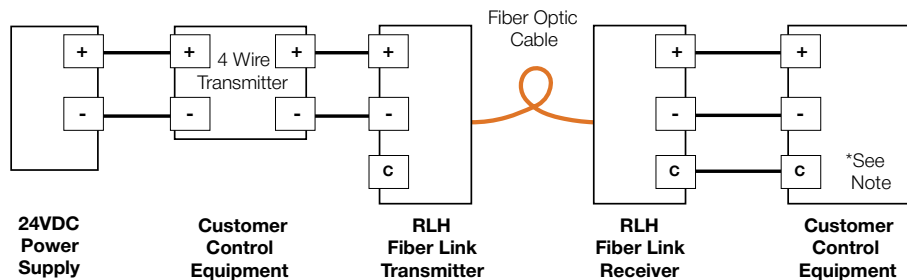 Fiber Optic
Cable
+ + + + + +
4 Wire
Transmitter
- - - - - -
C C C
*See
Note
24VDC
Power
Supply
Customer
Control
Equipment
RLH
Fiber Link
Transmitter
RLH
Fiber Link
Receiver
Customer
Control
Equipment